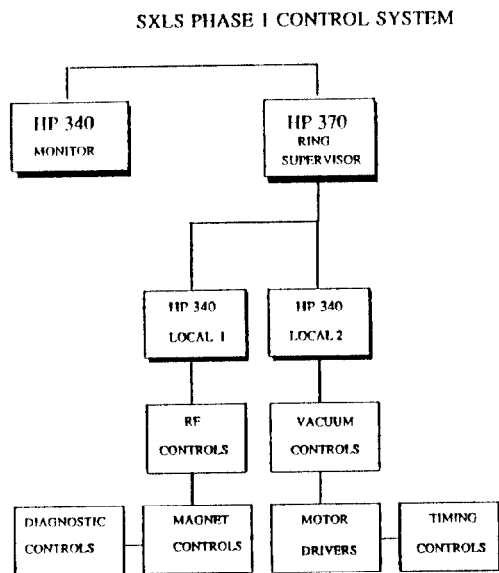 SXLS PHASE 1 CONTROL SYSTEM
HP 340
MONITOR
HP 370
RING
SUPERVISOR
HP 340
LOCAL 1
HP 340
LOCAL 2
RF
CONTROLS
VACUUM
CONTROLS
DIAGNOSTIC
CONTROLS
MAGNET
CONTROLS
MOTOR
DRIVERS
TIMING
CONTROLS